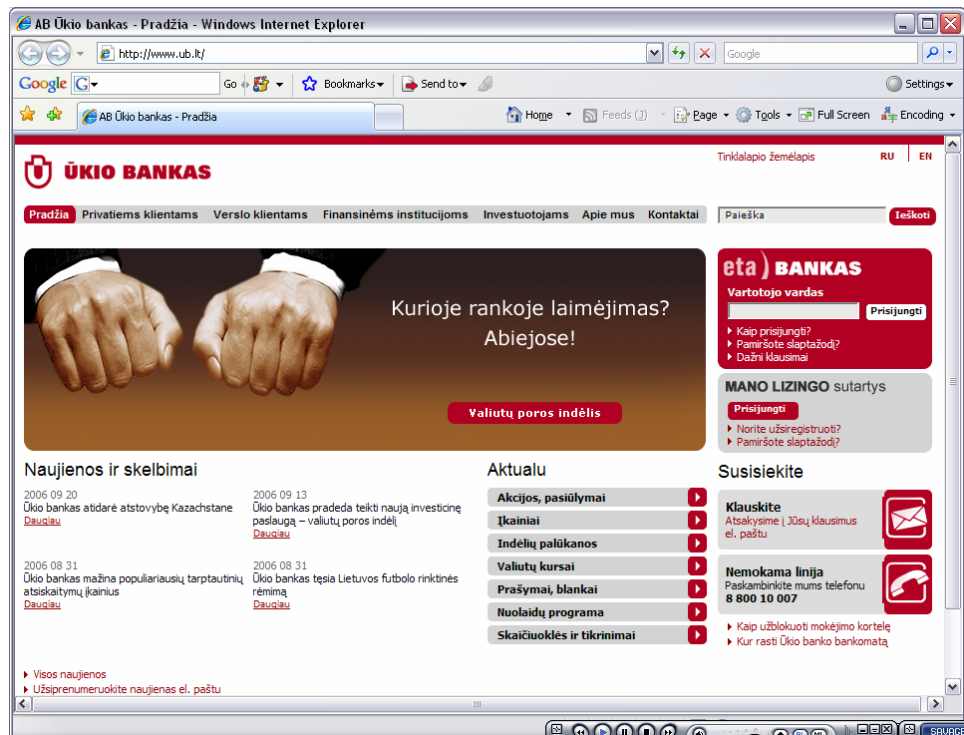 AB Ūkio bankas - Pradžia - Windows Internet Explorer
http://www.ub.lt/
Google
Google
G
Go
Bookmarks
Send to
Settings
AB Ūkio bankas - Pradžia
Home
Feeds (J)
Page
Tools
Full Screen
Encoding
Tinklalapio žemėlapis
RU
EN
ŪKIO BANKAS
Pradžia
Privatiems klientams
Verslo klientams
Finansinėms institucijoms
Investuotojams
Apie mus
Kontaktai
Paieška
Ieškoti
Kurioje rankoje laimėjimas?
Abiejose!
Valiutų poros indėlis
eta) BANKAS
Vartotojo vardas
Prisijungti
Kaip prisijungti?
Pamiršote slaptažodį?
Dažni klausimai
MANO LIZINGO sutartys
Prisijungti
Norite užsiregistruoti?
Pamiršote slaptažodį?
Naujienos ir skelbimai
2006 09 20
Ūkio bankas atidarė atstovybę Kazachstane
Daugiau
2006 09 13
Ūkio bankas pradeda teikti naują investicinę
paslaugą – valiutų poros indėlį
Daugiau
2006 08 31
Ūkio bankas mažina populiariausių tarptautinių
atsiskaitymų įkainius
Daugiau
2006 08 31
Ūkio bankas tęsia Lietuvos futbolo rinktinės
rėmimą
Daugiau
Visos naujienos
Užsiprenumeruokite naujienas el. paštu
Aktualu
Akcijos, pasiūlymai
Įkainiai
Indėlių palūkanos
Valiutų kursai
Prašymai, blankai
Nuolaidų programa
Skaičiuoklės ir tikrinimai
Susisiekite
Klauskite
Atsakysime į Jūsų klausimus
el. paštu
Nemokama linija
Paskambinkite mums telefonu
8 800 10 007
Kaip užblokuoti mokėjimo kortelę
Kur rasti Ūkio banko bankomatą
SAVAGE